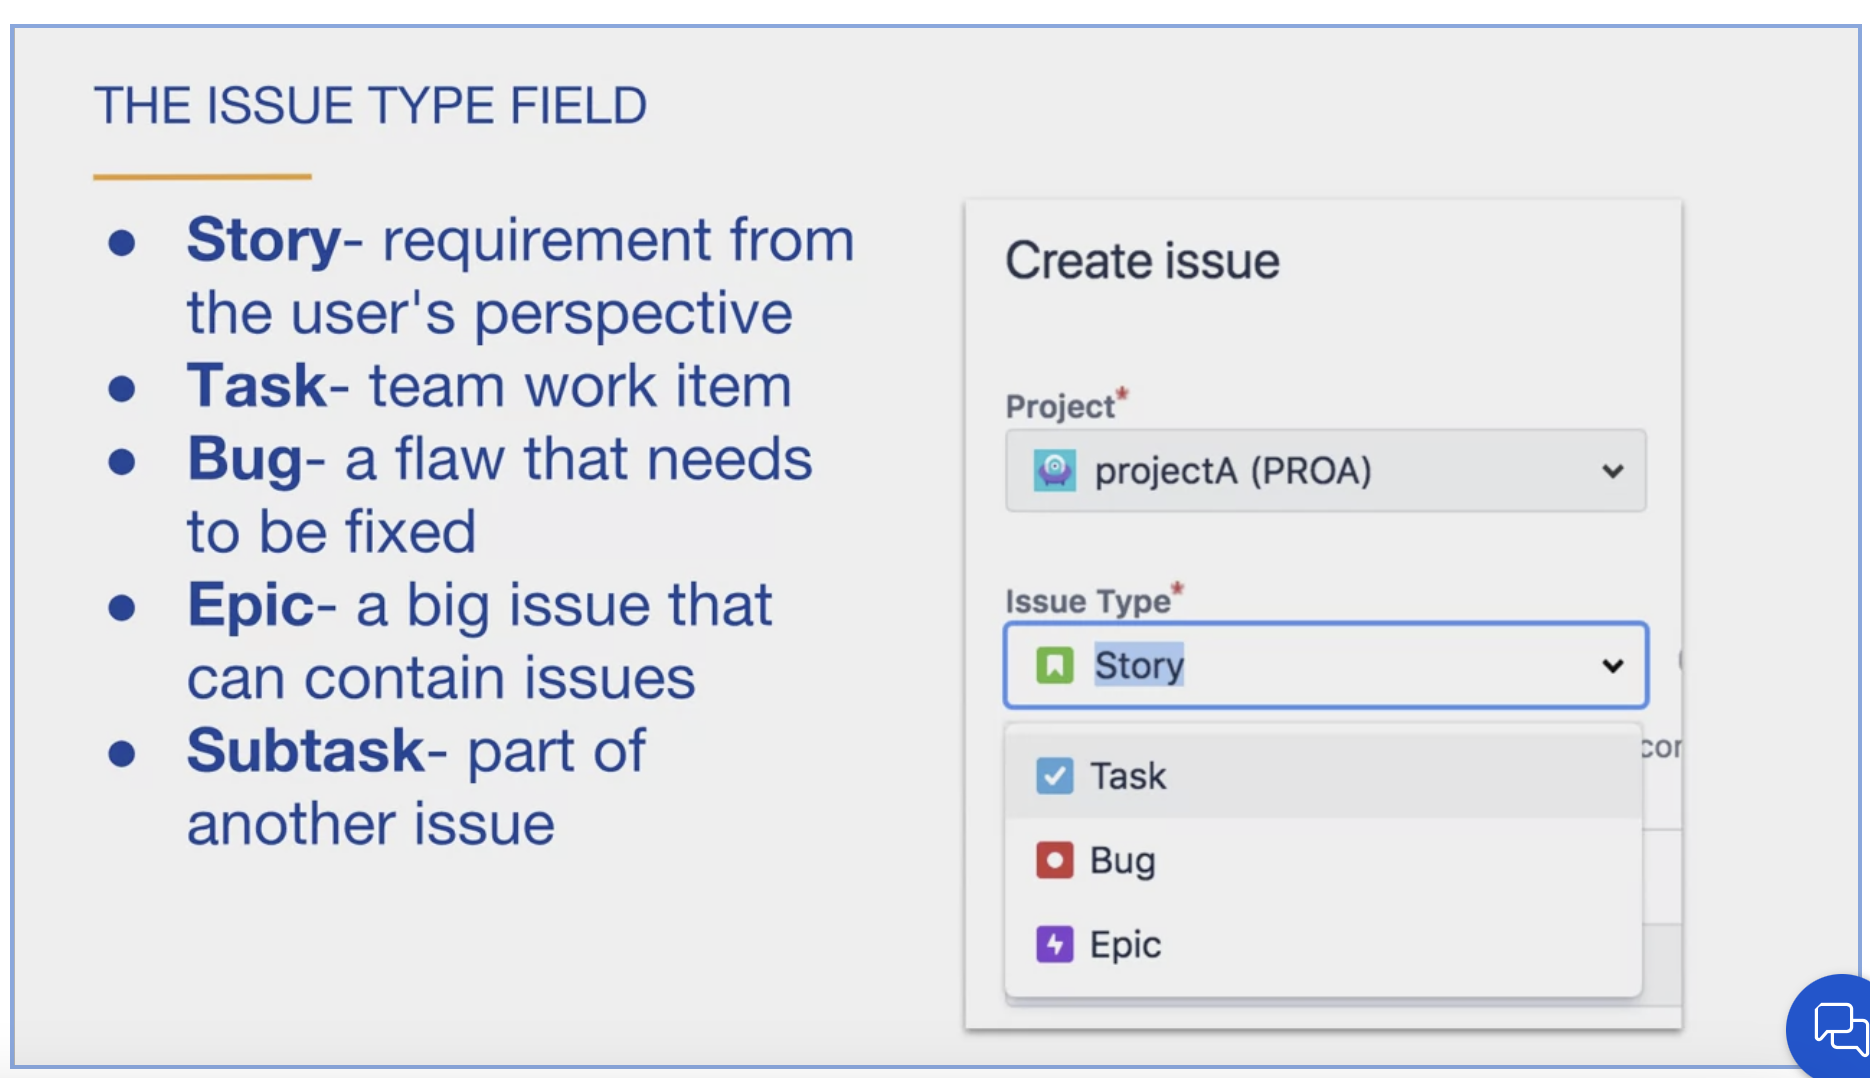 THE ISSUE TYPE FIELD
● Story- requirement from
the user's perspective
● Task- team work item
● Bug- a flaw that needs
to be fixed
● Epic- a big issue that
can contain issues
● Subtask- part of
another issue
Create issue
Project*
projectA (PROA)
Issue Type*
Story
Task
Bug
Epic